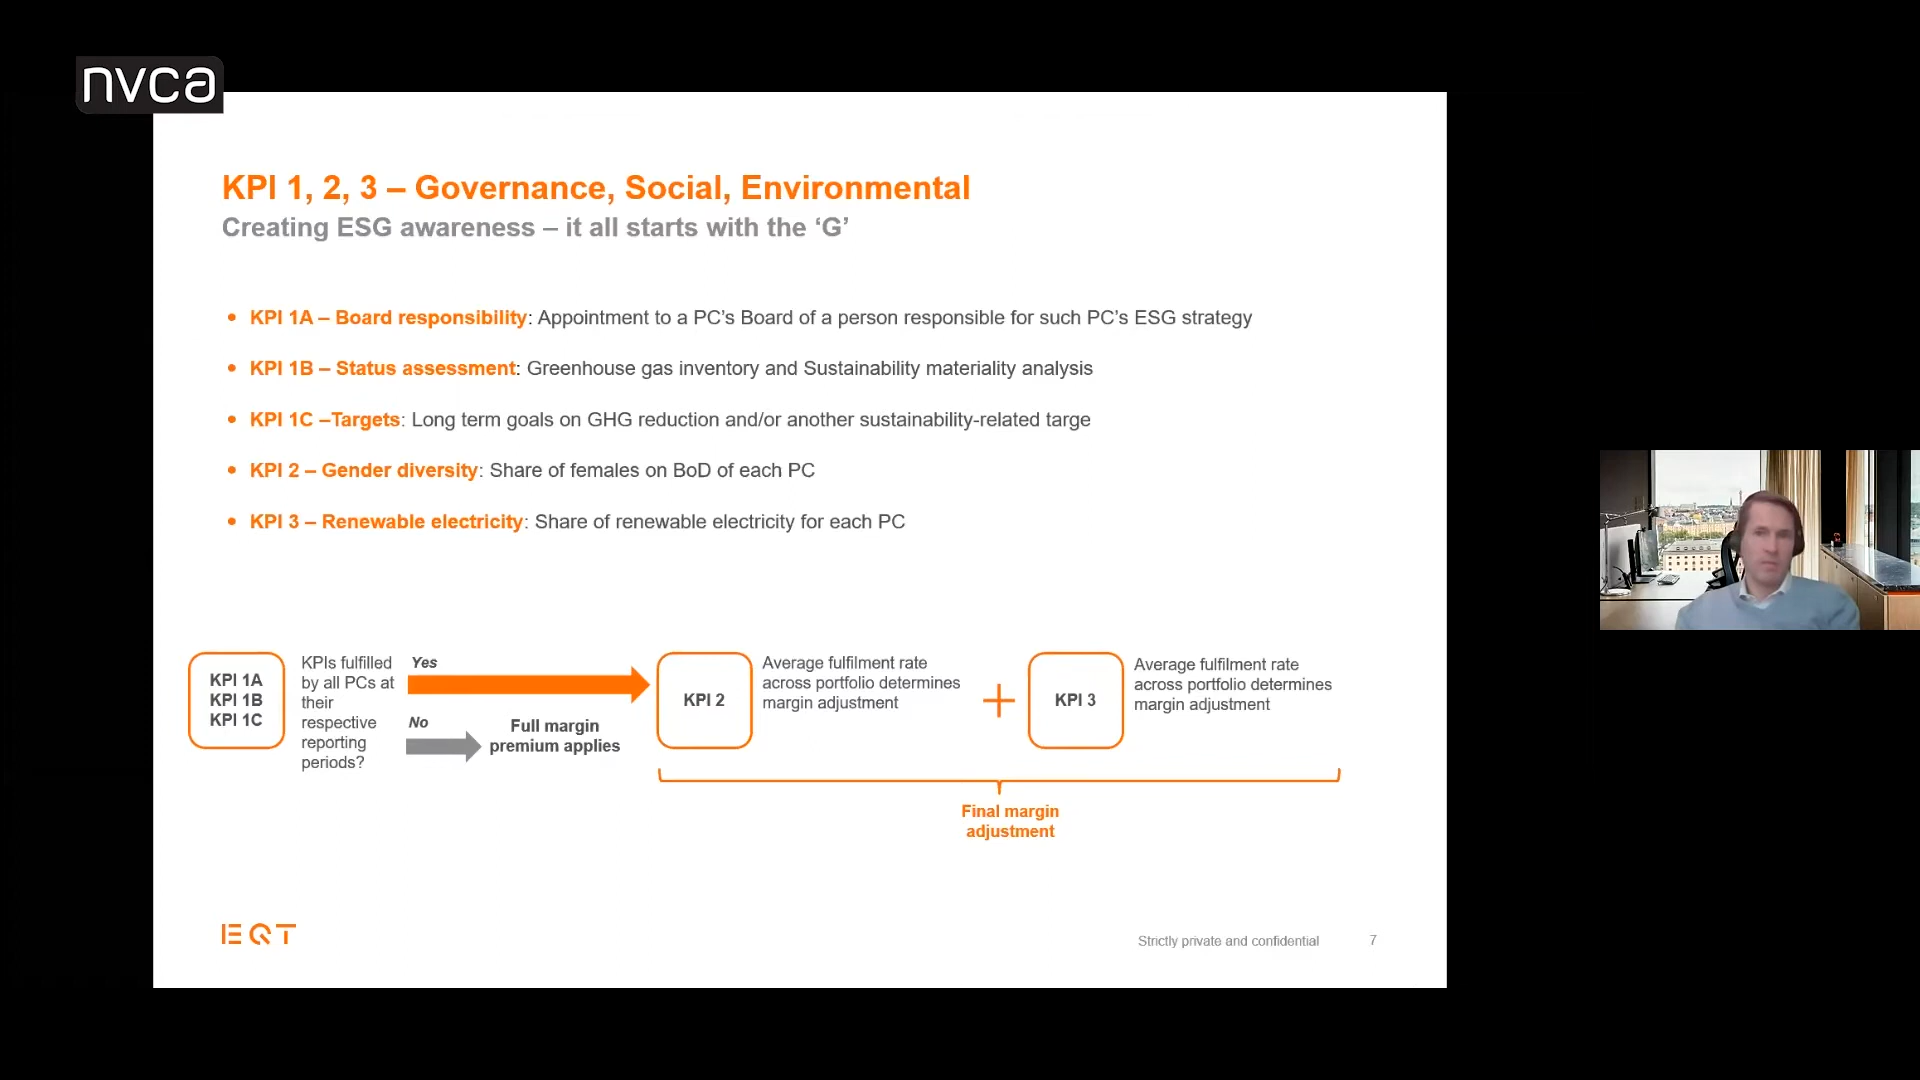 nvca
KPI 1, 2, 3 – Governance, Social, Environmental
Creating ESG awareness – it all starts with the ‘G’
• KPI 1A – Board responsibility: Appointment to a PC’s Board of a person responsible for such PC’s ESG strategy
• KPI 1B – Status assessment: Greenhouse gas inventory and Sustainability materiality analysis
• KPI 1C –Targets: Long term goals on GHG reduction and/or another sustainability-related targe
• KPI 2 – Gender diversity: Share of females on BoD of each PC
• KPI 3 – Renewable electricity: Share of renewable electricity for each PC
KPI 1A
KPI 1B
KPI 1C
KPIs fulfilled
by all PCs at
their
respective
reporting
periods?
Yes
No
Full margin
premium applies
KPI 2
Average fulfilment rate
across portfolio determines
margin adjustment
+
KPI 3
Average fulfilment rate
across portfolio determines
margin adjustment
Final margin
adjustment
EQT
Strictly private and confidential
7